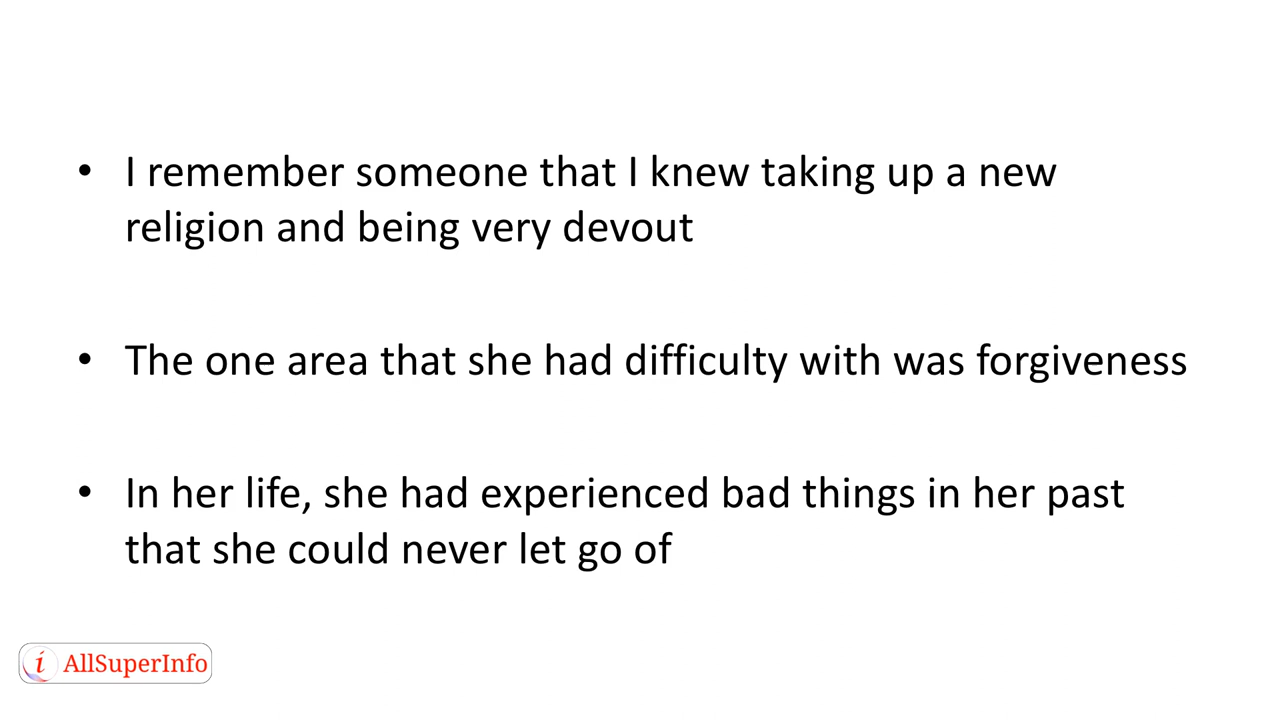 • I remember someone that I knew taking up a new
religion and being very devout
• The one area that she had difficulty with was forgiveness
• In her life, she had experienced bad things in her past
that she could never let go of
i AllSuperInfo